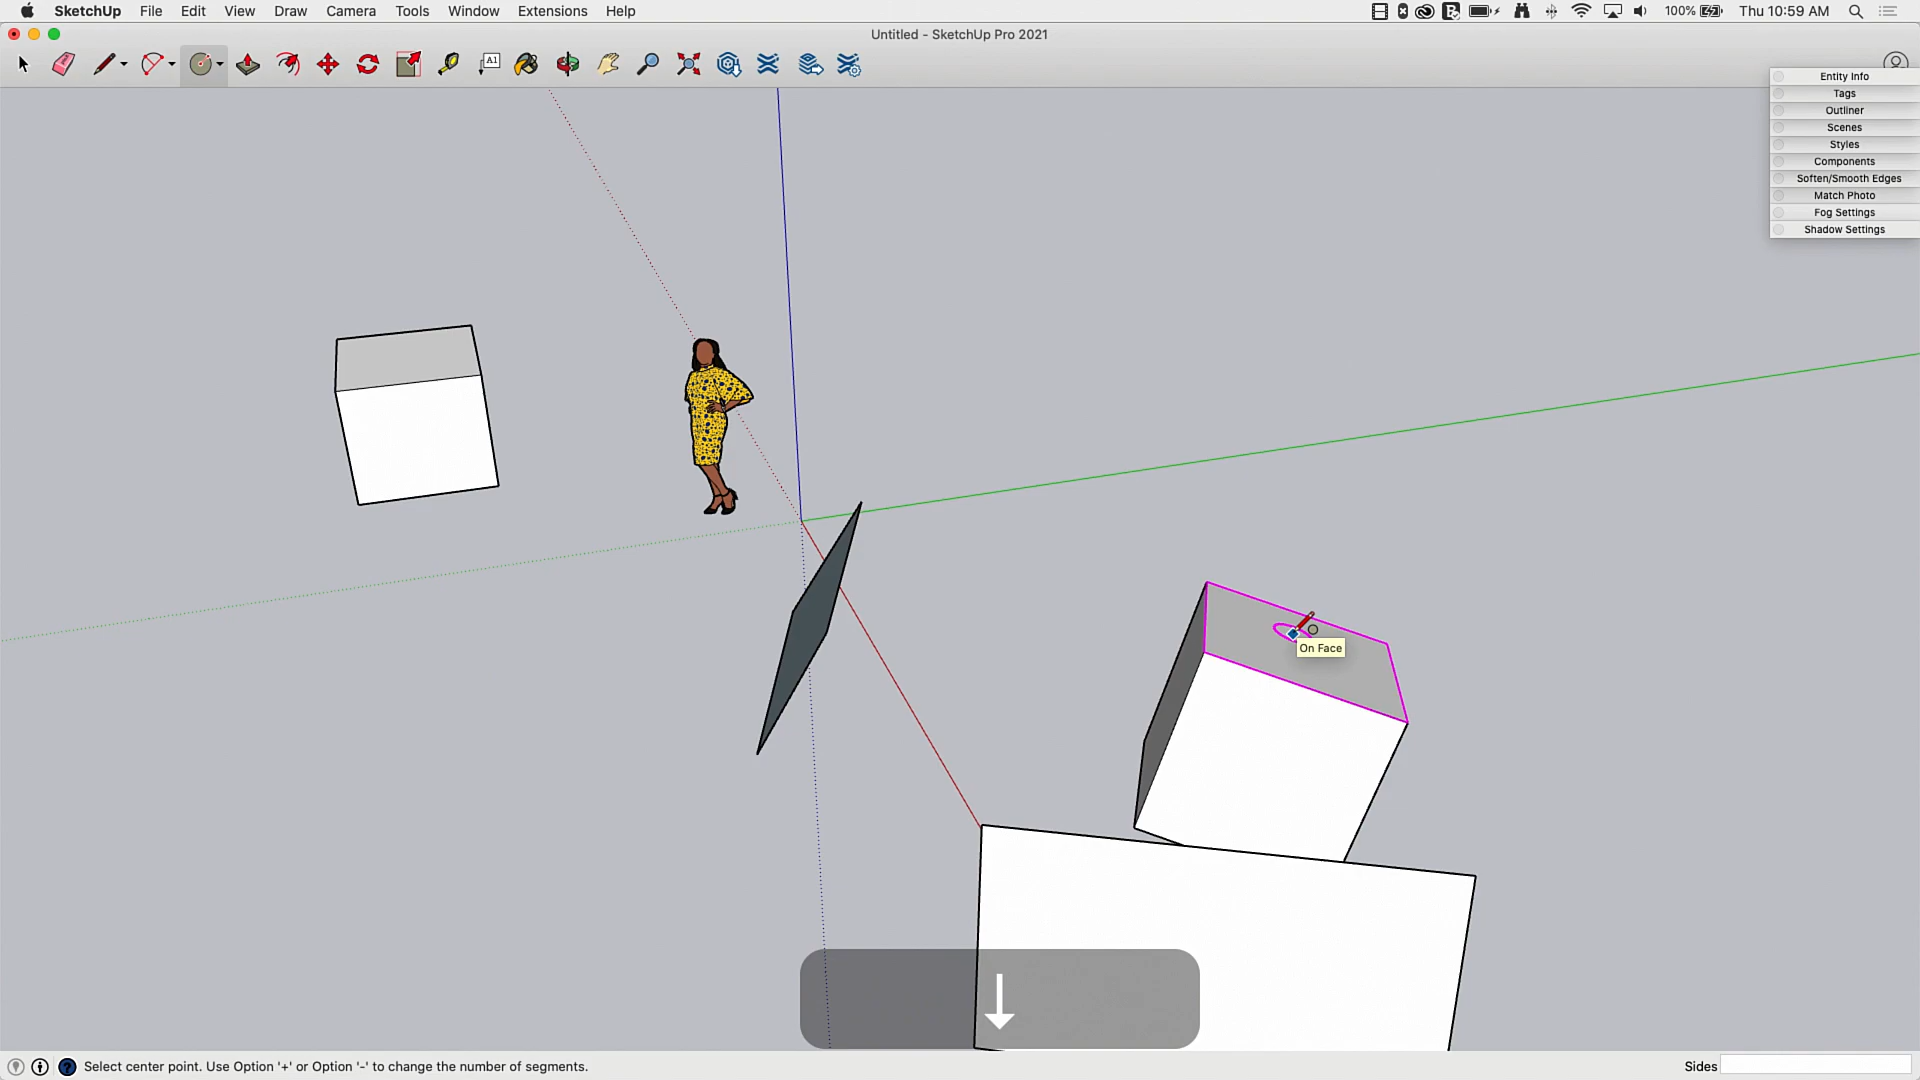 SketchUp File Edit View Draw Camera Tools Window Extensions Help
100% Thu 10:59 AM
Untitled - SketchUp Pro 2021
A1
Entity Info
Tags
Outliner
Scenes
Styles
Components
Soften/Smooth Edges
Match Photo
Fog Settings
Shadow Settings
On Face
Select center point. Use Option '+' or Option '-' to change the number of segments.
Sides